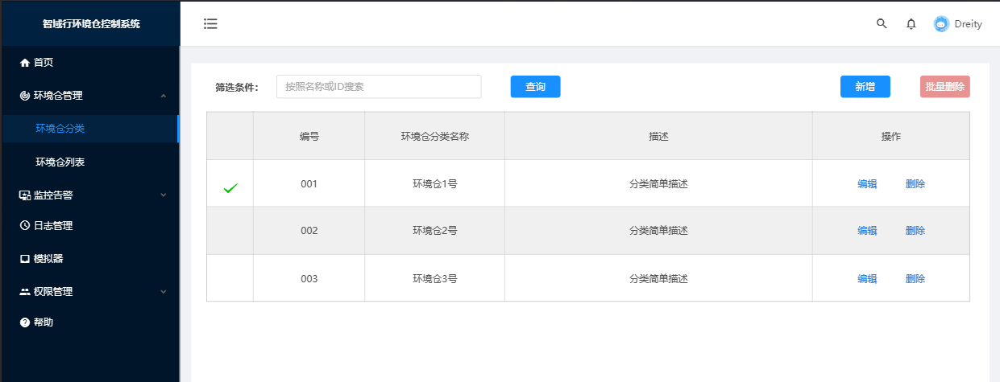 智域行环境仓控制系统
Dreity
首页
环境仓管理
环境仓分类
环境仓列表
监控告警
日志管理
模拟器
权限管理
帮助
筛选条件： 按照名称或ID搜索 查询 新增 批量删除
编号 环境仓分类名称 描述 操作
001 环境仓1号 分类简单描述 编辑 删除
002 环境仓2号 分类简单描述 编辑 删除
003 环境仓3号 分类简单描述 编辑 删除